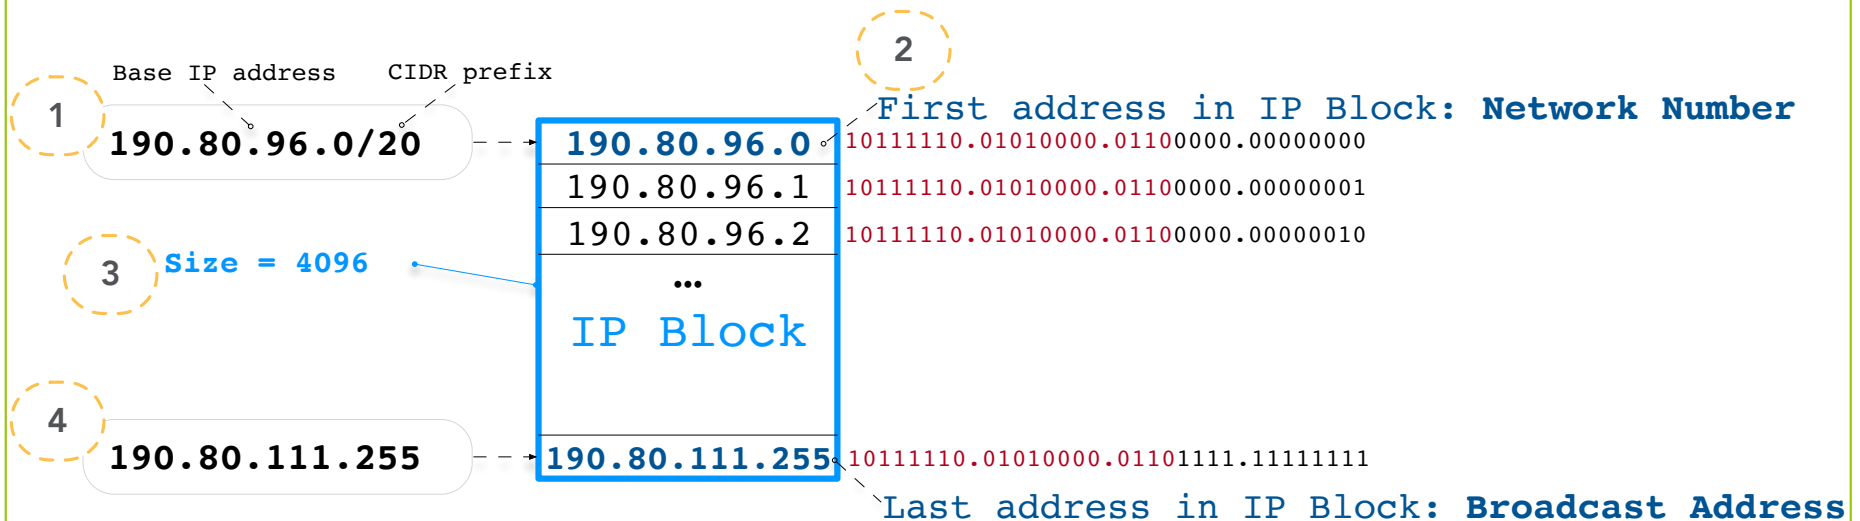 2
Base IP address CIDR prefix
1
First address in IP Block: Network Number
190.80.96.0/20
190.80.96.0 10111110.01010000.01100000.00000000
190.80.96.1 10111110.01010000.01100000.00000001
190.80.96.2 10111110.01010000.01100000.00000010
3 Size = 4096
...
IP Block
4
190.80.111.255
190.80.111.255 10111110.01010000.01101111.11111111
Last address in IP Block: Broadcast Address